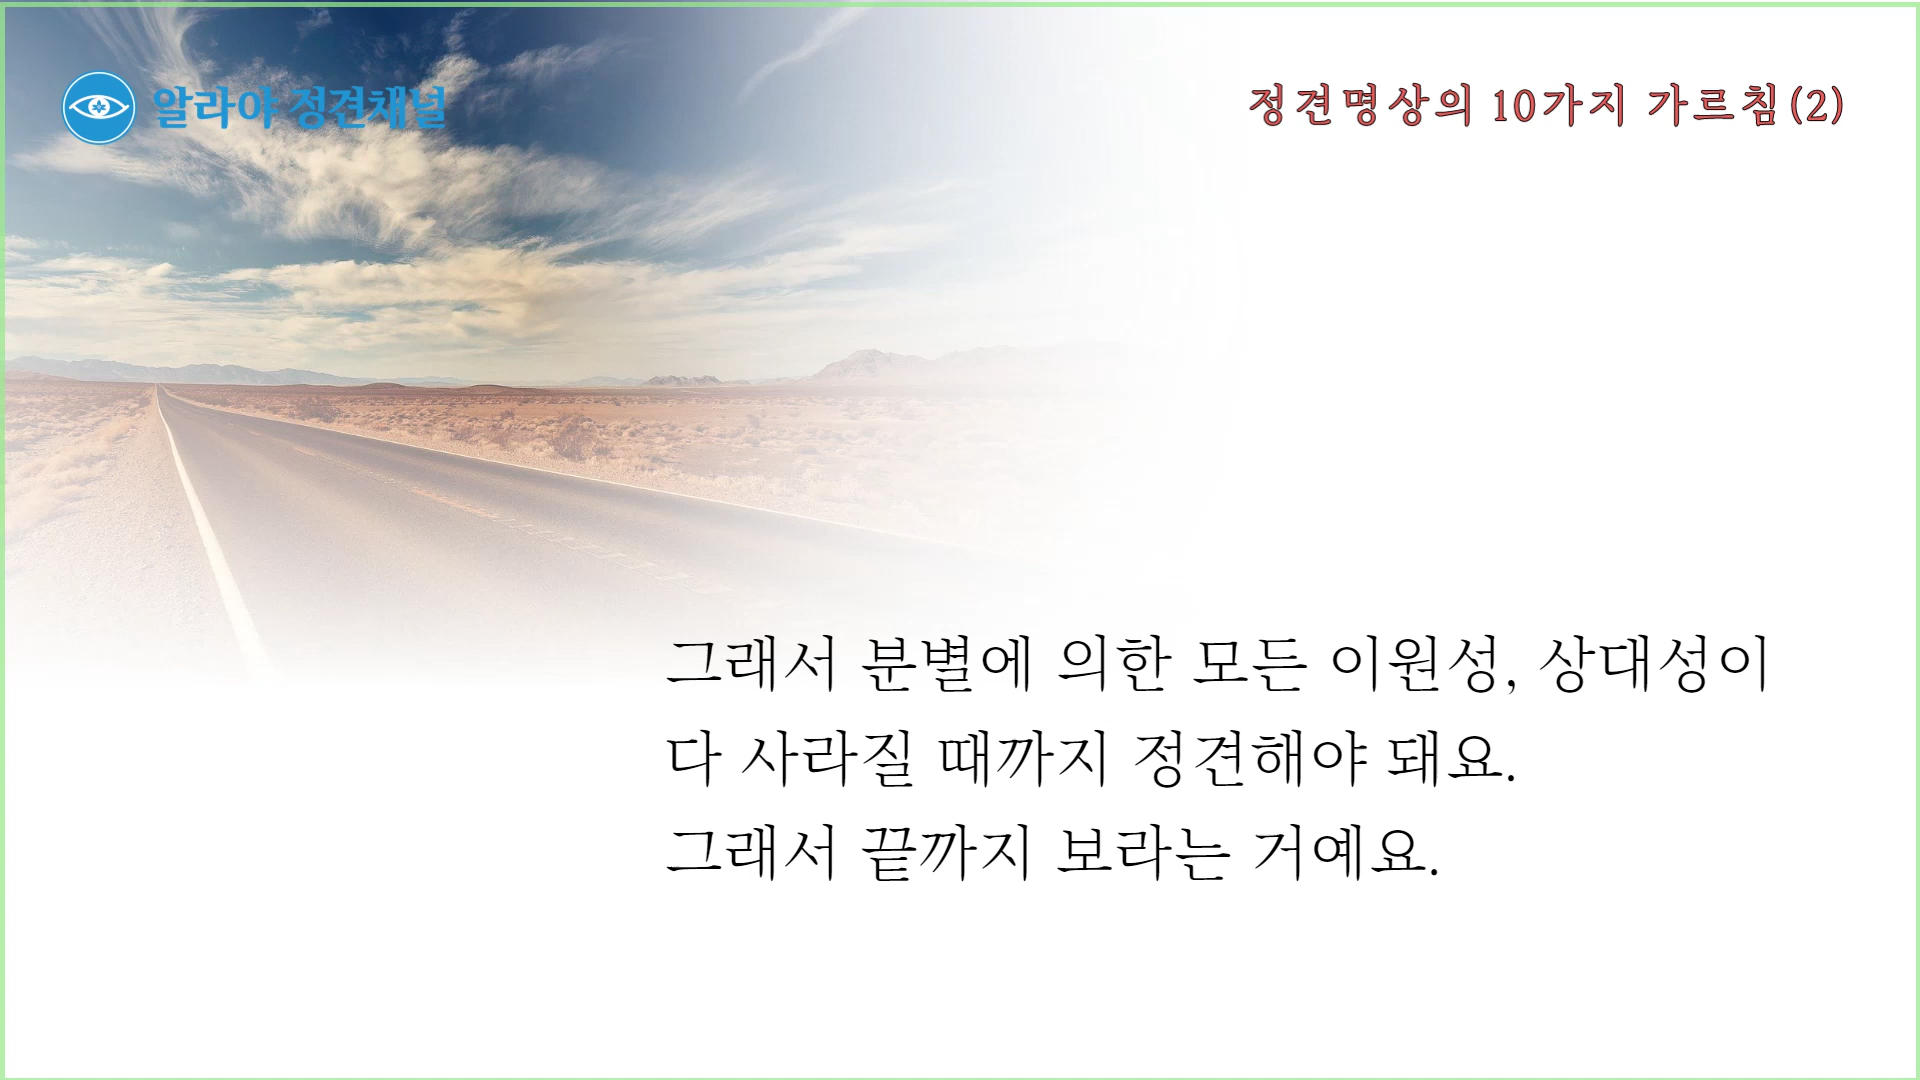 알라야 정견채널
정견명상의 10가지 가르침(2)
그래서 분별에 의한 모든 이원성, 상대성이
다 사라질 때까지 정견해야 돼요.
그래서 끝까지 보라는 거예요.